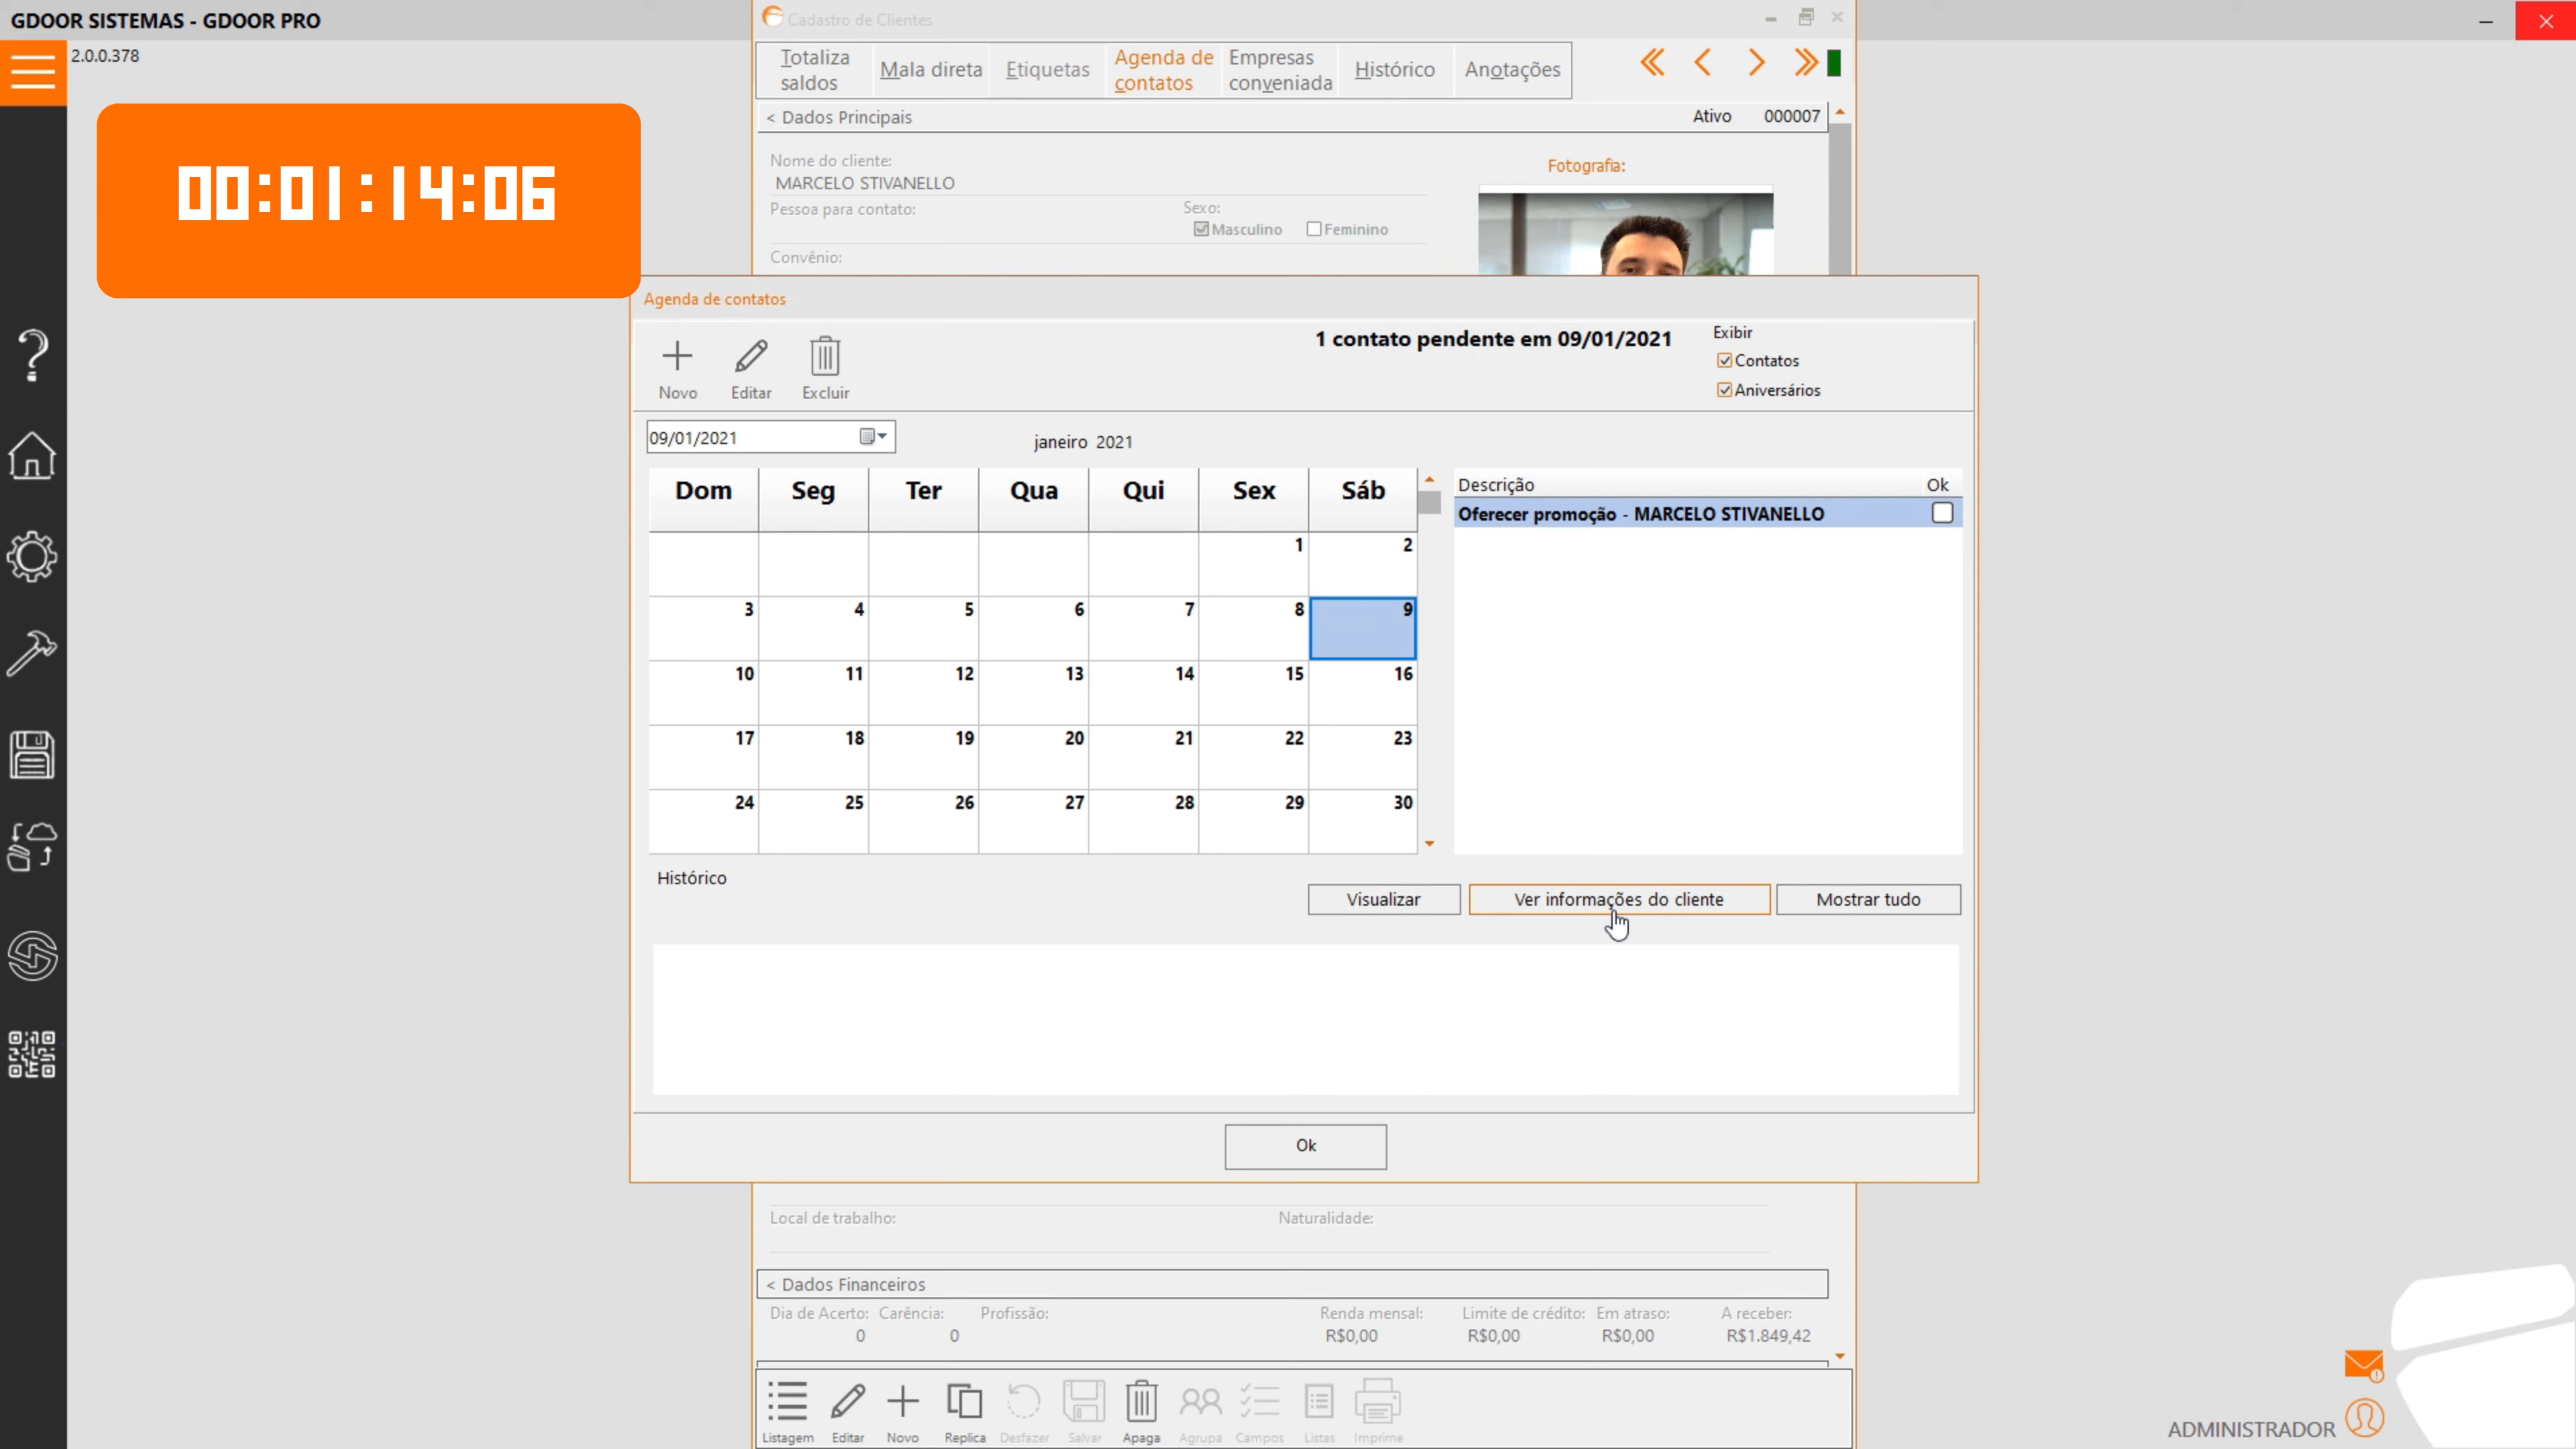 GDOOR SISTEMAS - GDOOR PRO
2.0.0.378
00:01:14:06
Cadastro de Clientes
Totaliza saldos
Mala direta
Etiquetas
Agenda de contatos
Empresas conveniada
Histórico
Anotações
< Dados Principais
Ativo 000007
Nome do cliente:
MARCELO STIVANELLO
Fotografia:
Pessoa para contato:
Sexo:
Masculino Feminino
Convênio:
Agenda de contatos
Novo Editar Excluir
1 contato pendente em 09/01/2021
Exibir
Contatos
Aniversários
09/01/2021
janeiro 2021
Dom Seg Ter Qua Qui Sex Sáb
1 2
3 4 5 6 7 8 9
10 11 12 13 14 15 16
17 18 19 20 21 22 23
24 25 26 27 28 29 30
Descrição Ok
Oferecer promoção - MARCELO STIVANELLO
Histórico
Visualizar
Ver informações do cliente
Mostrar tudo
Ok
Local de trabalho: Naturalidade:
< Dados Financeiros
Dia de Acerto: Carência: Profissão: Renda mensal: Limite de crédito: Em atraso: A receber:
0 0 R$0,00 R$0,00 R$0,00 R$1.849,42
Listagem Editar Novo Replica Desfazer Salvar Apaga Agrupa Campos Listas Imprime
ADMINISTRADOR